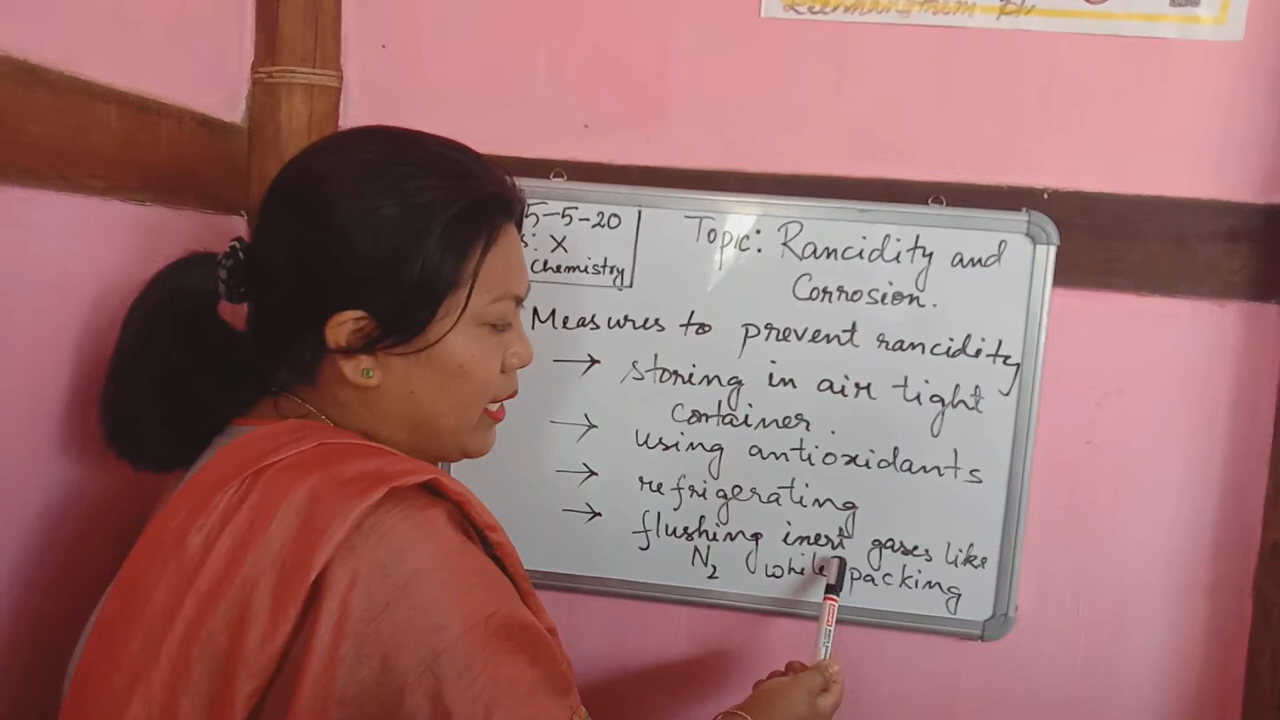 5-5-20
s: X
Chemistry
Topic: Rancidity and
Corrosion.
Measures to prevent rancidity
→ storing in air tight
container.
→ using antioxidants
→ refrigerating
→ flushing inert gases like
N₂ while packing